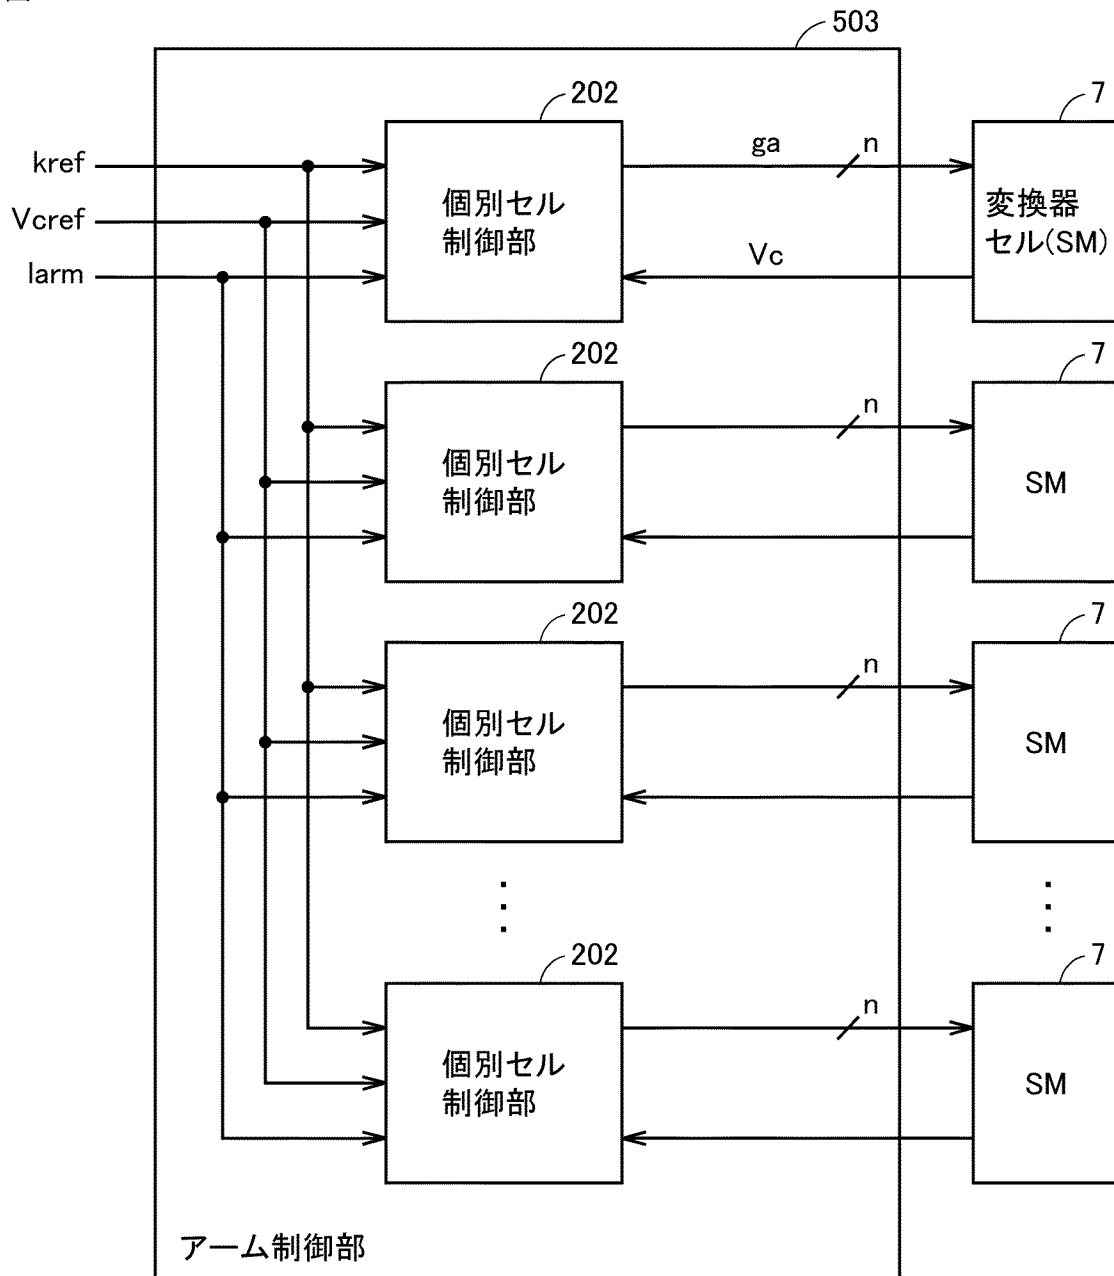 503
202
7
kref
Vcref
Iarm
個別セル
制御部
ga
n
Vc
変換器
セル(SM)
202
7
個別セル
制御部
n
SM
202
7
個別セル
制御部
n
SM
202
7
個別セル
制御部
n
SM
アーム制御部